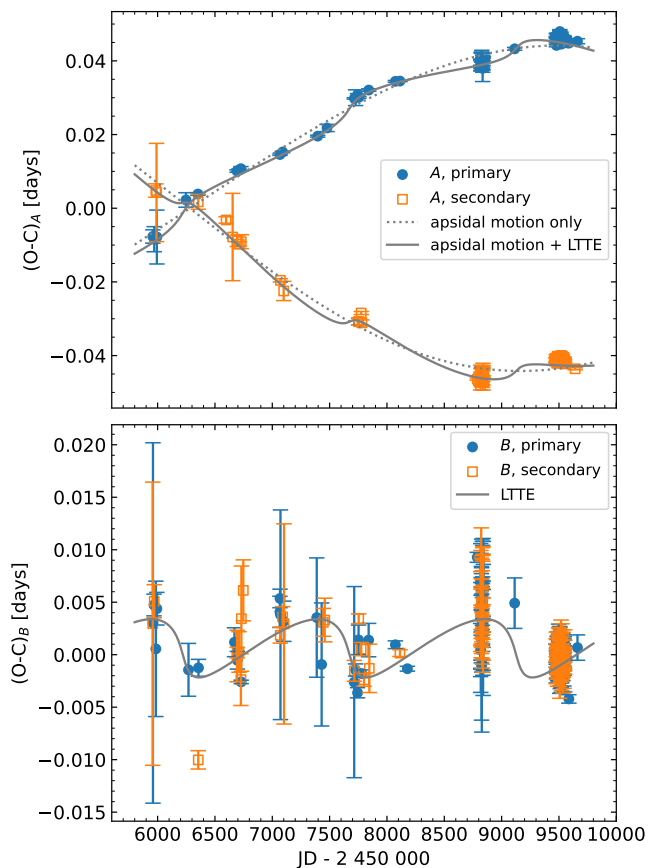 0.04
0.02
0.00
−0.02
−0.04
(O-C)A [days]
A, primary
A, secondary
apsidal motion only
apsidal motion + LTTE
0.020
0.015
0.010
0.005
0.000
−0.005
−0.010
−0.015
(O-C)B [days]
B, primary
B, secondary
LTTE
6000 6500 7000 7500 8000 8500 9000 9500 10000
JD - 2 450 000